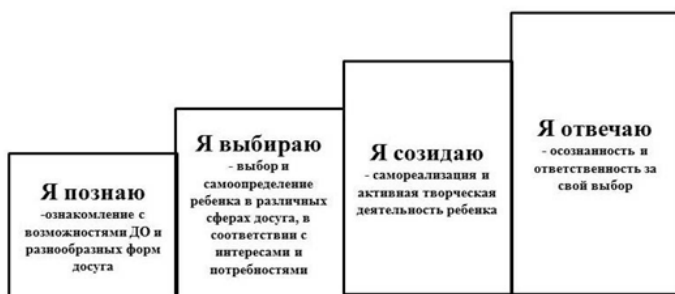 Я познаю
-ознакомление с
возможностями ДО и
разнообразных форм
досуга
Я выбираю
- выбор и
самоопределение
ребенка в различных
сферах досуга, в
соответствии с
интересами и
потребностями
Я созидаю
- самореализация и
активная творческая
деятельность ребенка
Я отвечаю
- осознанность и
ответственность за
свой выбор